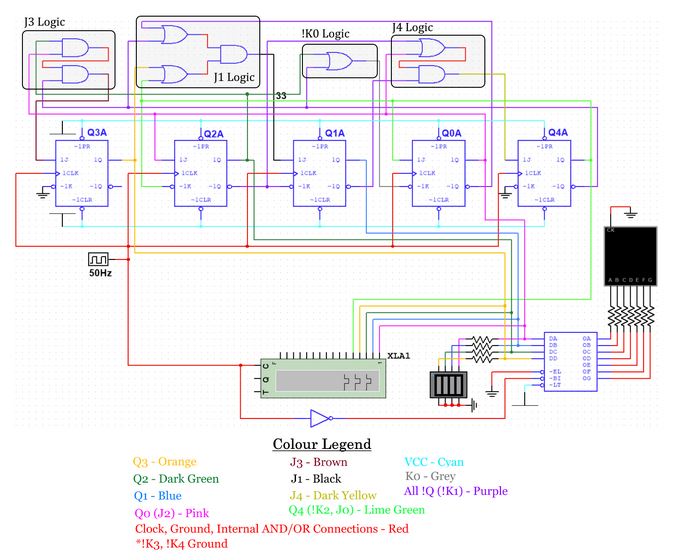 J3 Logic
!K0 Logic
J4 Logic
J1 Logic
33
Q3A
Q2A
Q1A
Q0A
Q4A
~1PR
~1PR
~1PR
~1PR
~1PR
1J 1Q
1J 1Q
1J 1Q
1J 1Q
1J 1Q
1CLK
1CLK
1CLK
1CLK
1CLK
~1K ~1Q
~1K ~1Q
~1K ~1Q
~1K ~1Q
~1K ~1Q
~1CLR
~1CLR
~1CLR
~1CLR
~1CLR
50Hz
CK
A B C D E F G
XLA1
C
Q
T
F
1
DA OA
DB OB
DC OC
DD OD
OE
~EL OF
~BI OG
~LT
Colour Legend
Q3 - Orange J3 - Brown VCC - Cyan
Q2 - Dark Green J1 - Black K0 - Grey
Q1 - Blue J4 - Dark Yellow All !Q (!K1) - Purple
Q0 (J2) - Pink Q4 (!K2, J0) - Lime Green
Clock, Ground, Internal AND/OR Connections - Red
*!K3, !K4 Ground